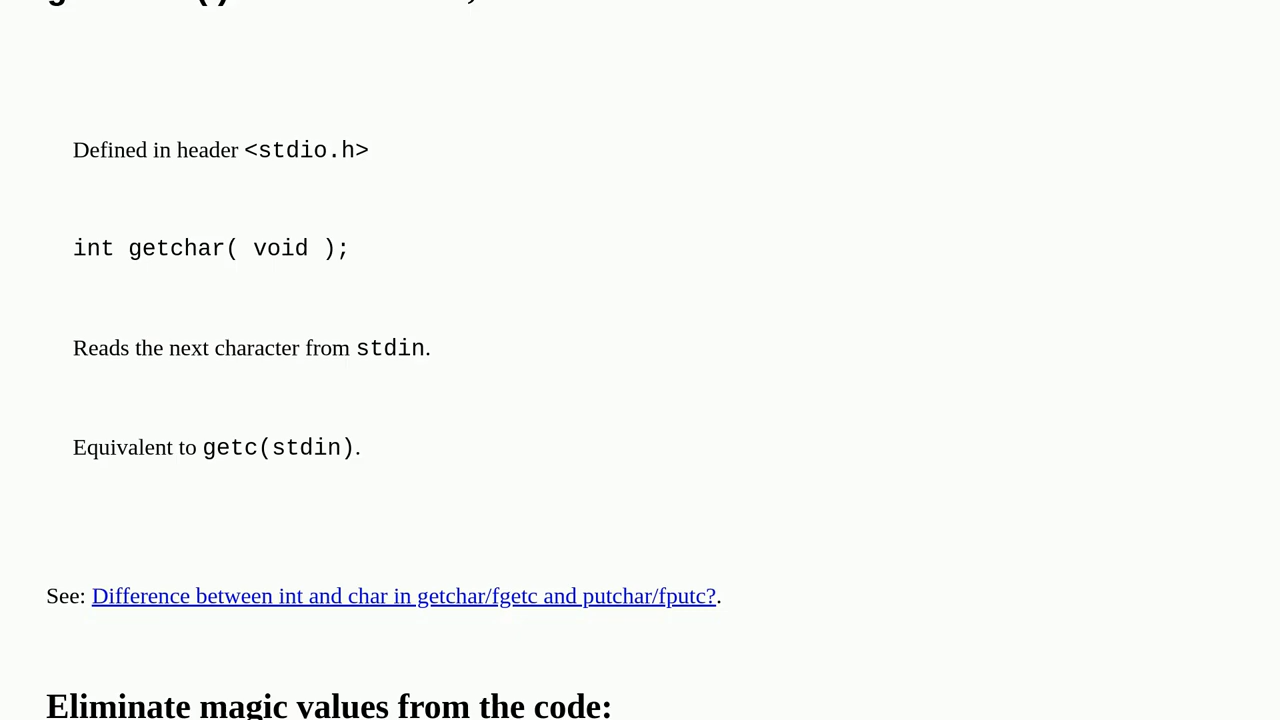 Defined in header <stdio.h>
int getchar( void );
Reads the next character from stdin.
Equivalent to getc(stdin).
See: Difference between int and char in getchar/fgetc and putchar/fputc?.
Eliminate magic values from the code: